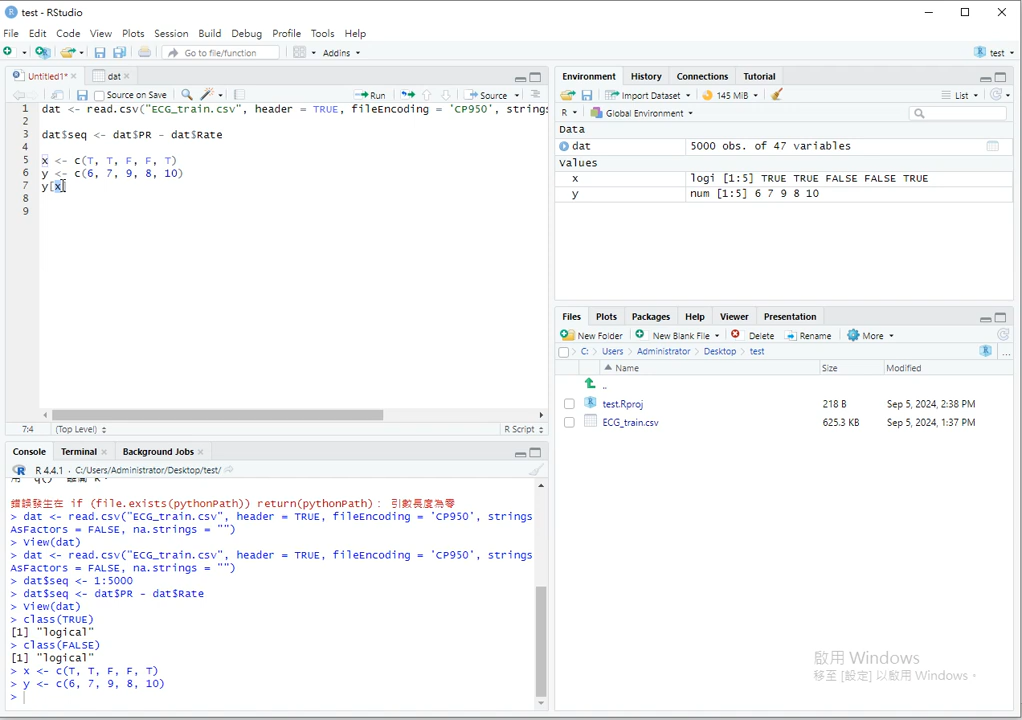 test - RStudio
File Edit Code View Plots Session Build Debug Profile Tools Help
Go to file/function Addins test
Untitled1* dat
Source on Save Run Source
1 dat <- read.csv("ECG_train.csv", header = TRUE, fileEncoding = 'CP950', strings
2
3 dat$seq <- dat$PR - dat$Rate
4
5 x <- c(T, T, F, F, T)
6 y <- c(6, 7, 9, 8, 10)
7 y[x]
8
9
7:4 (Top Level) R Script
Console Terminal Background Jobs
R 4.4.1 · C:/Users/Administrator/Desktop/test/
錯誤發生在 if (file.exists(pythonPath)) return(pythonPath) : 引數長度為零
> dat <- read.csv("ECG_train.csv", header = TRUE, fileEncoding = 'CP950', strings
AsFactors = FALSE, na.strings = "")
> View(dat)
> dat <- read.csv("ECG_train.csv", header = TRUE, fileEncoding = 'CP950', strings
AsFactors = FALSE, na.strings = "")
> dat$seq <- 1:5000
> dat$seq <- dat$PR - dat$Rate
> View(dat)
> class(TRUE)
[1] "logical"
> class(FALSE)
[1] "logical"
> x <- c(T, T, F, F, T)
> y <- c(6, 7, 9, 8, 10)
>
Environment History Connections Tutorial
Import Dataset 145 MiB List
R Global Environment
Data
dat 5000 obs. of 47 variables
Values
x logi [1:5] TRUE TRUE FALSE FALSE TRUE
y num [1:5] 6 7 9 8 10
Files Plots Packages Help Viewer Presentation
New Folder New Blank File Delete Rename More
C: Users Administrator Desktop test
Name Size Modified
..
test.Rproj 218 B Sep 5, 2024, 2:38 PM
ECG_train.csv 625.3 KB Sep 5, 2024, 1:37 PM
啟用 Windows
移至 [設定] 以啟用 Windows。